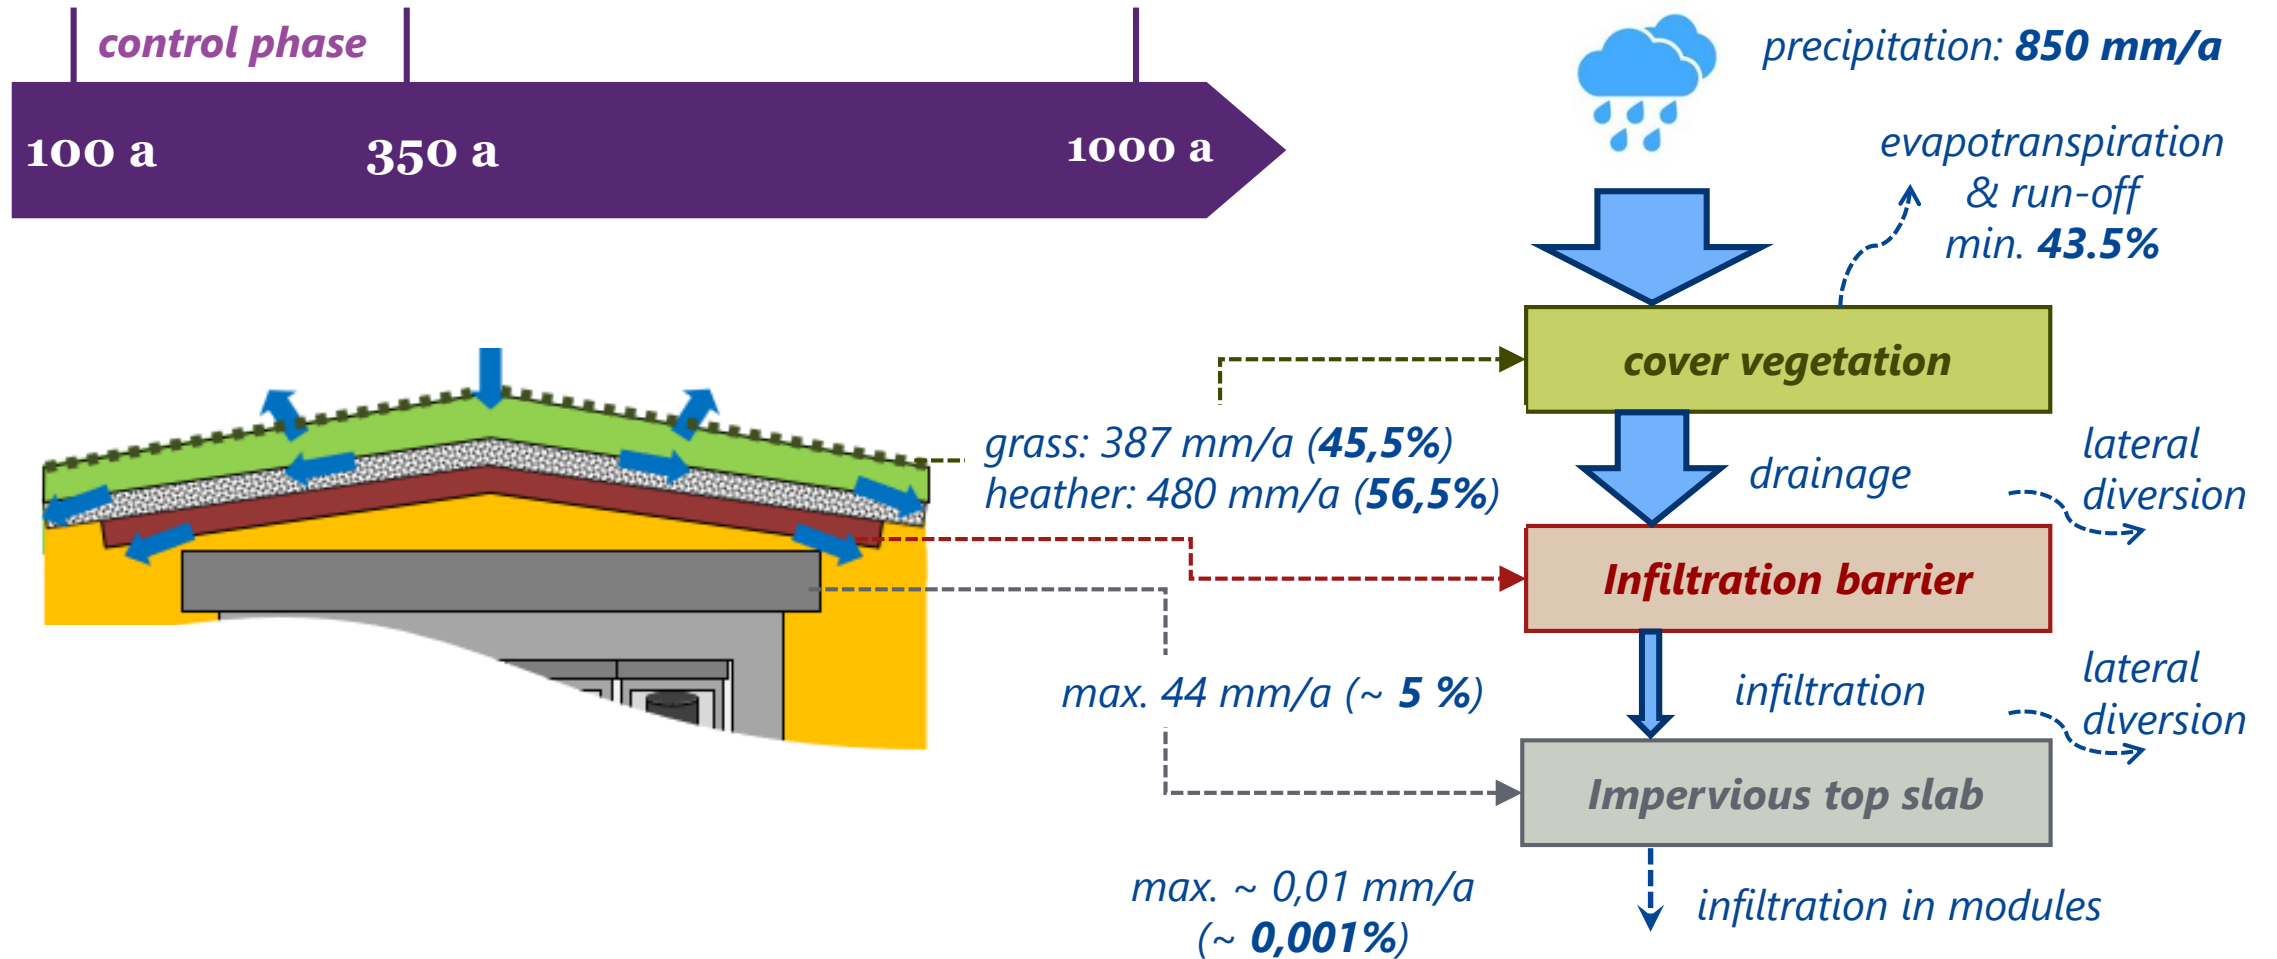 control phase
100 a
350 a
1000 a
precipitation: 850 mm/a
evapotranspiration
& run-off
min. 43.5%
cover vegetation
grass: 387 mm/a (45,5%)
heather: 480 mm/a (56,5%)
drainage
lateral
diversion
Infiltration barrier
max. 44 mm/a (~ 5 %)
infiltration
lateral
diversion
Impervious top slab
max. ~ 0,01 mm/a
(~ 0,001%)
infiltration in modules